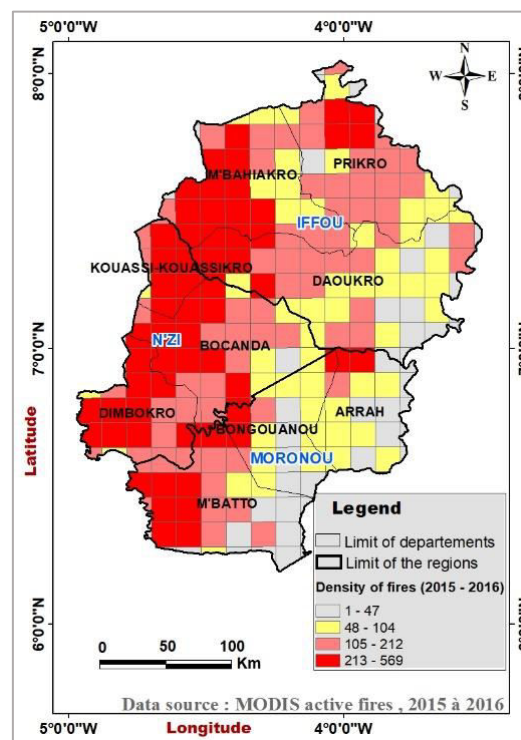 5°0'0"W
4°0'0"W
8°0'0"N
N
W
E
S
PRIKRO
M'BAHIAKRO
IFFOU
KOUASSI-KOUASSIKRO
DAOUKRO
7°0'0"N
N'ZI
BOCANDA
DIMBOKRO
ARRAH
BONGOUANOU
MORONOU
Latitude
M'BATTO
Legend
Limit of departements
Limit of the regions
Density of fires (2015 - 2016)
1 - 47
48 - 104
105 - 212
213 - 569
6°0'0"N
0
50
100
Km
Data source : MODIS active fires , 2015 à 2016
5°0'0"W
Longitude
4°0'0"W